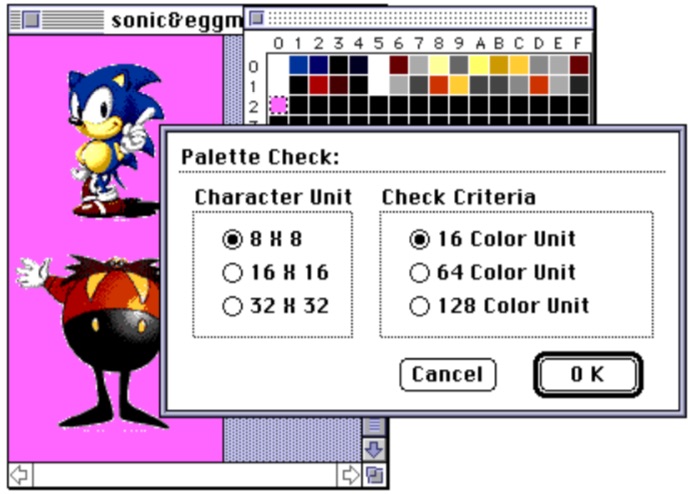 sonic&eggm
0 1 2 3 4 5 6 7 8 9 A B C D E F
0
1
2
Palette Check:
Character Unit
8 X 8
16 X 16
32 X 32
Check Criteria
16 Color Unit
64 Color Unit
128 Color Unit
Cancel
O K